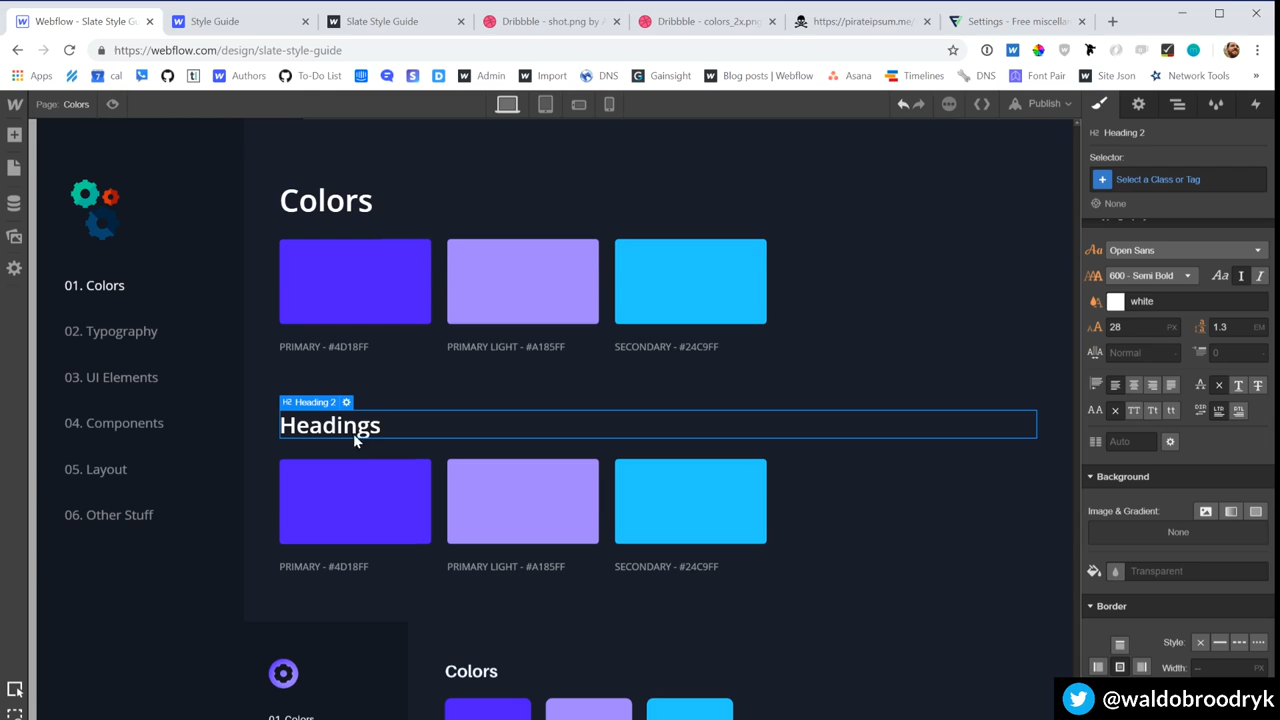 Webflow - Slate Style Gui
Style Guide
Slate Style Guide
Dribbble - shot.png by A
Dribbble - colors_2x.png
https://pirateipsum.me/
Settings - Free miscellan
https://webflow.com/design/slate-style-guide
Apps
cal
Authors
To-Do List
Admin
Import
DNS
Gainsight
Blog posts | Webflow
Asana
Timelines
DNS
Font Pair
Site Json
Network Tools
»
Page: Colors
Publish
H2 Heading 2
Selector:
Select a Class or Tag
None
Open Sans
600 - Semi Bold
white
28 PX
1.3 EM
Normal
0
Auto
Background
Image & Gradient:
None
Transparent
Border
Style:
Width: -- PX
01. Colors
02. Typography
03. UI Elements
04. Components
05. Layout
06. Other Stuff
Colors
PRIMARY - #4D18FF
PRIMARY LIGHT - #A185FF
SECONDARY - #24C9FF
H2 Heading 2
Headings
PRIMARY - #4D18FF
PRIMARY LIGHT - #A185FF
SECONDARY - #24C9FF
Colors
01. Colors
@waldobroodryk